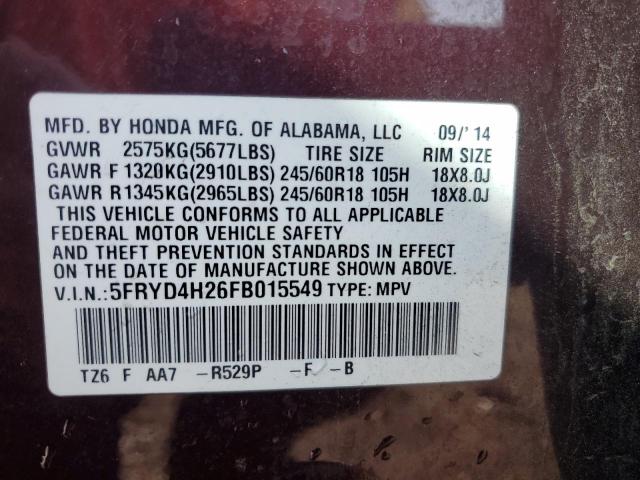 MFD. BY HONDA MFG. OF ALABAMA, LLC 09/'14
GVWR 2575KG(5677LBS) TIRE SIZE RIM SIZE
GAWR F 1320KG(2910LBS) 245/60R18 105H 18X8.0J
GAWR R 1345KG(2965LBS) 245/60R18 105H 18X8.0J
THIS VEHICLE CONFORMS TO ALL APPLICABLE
FEDERAL MOTOR VEHICLE SAFETY
AND THEFT PREVENTION STANDARDS IN EFFECT
ON THE DATE OF MANUFACTURE SHOWN ABOVE.
V.I.N.:5FRYD4H26FB015549 TYPE: MPV
TZ6 F AA7 -R529P -F -B